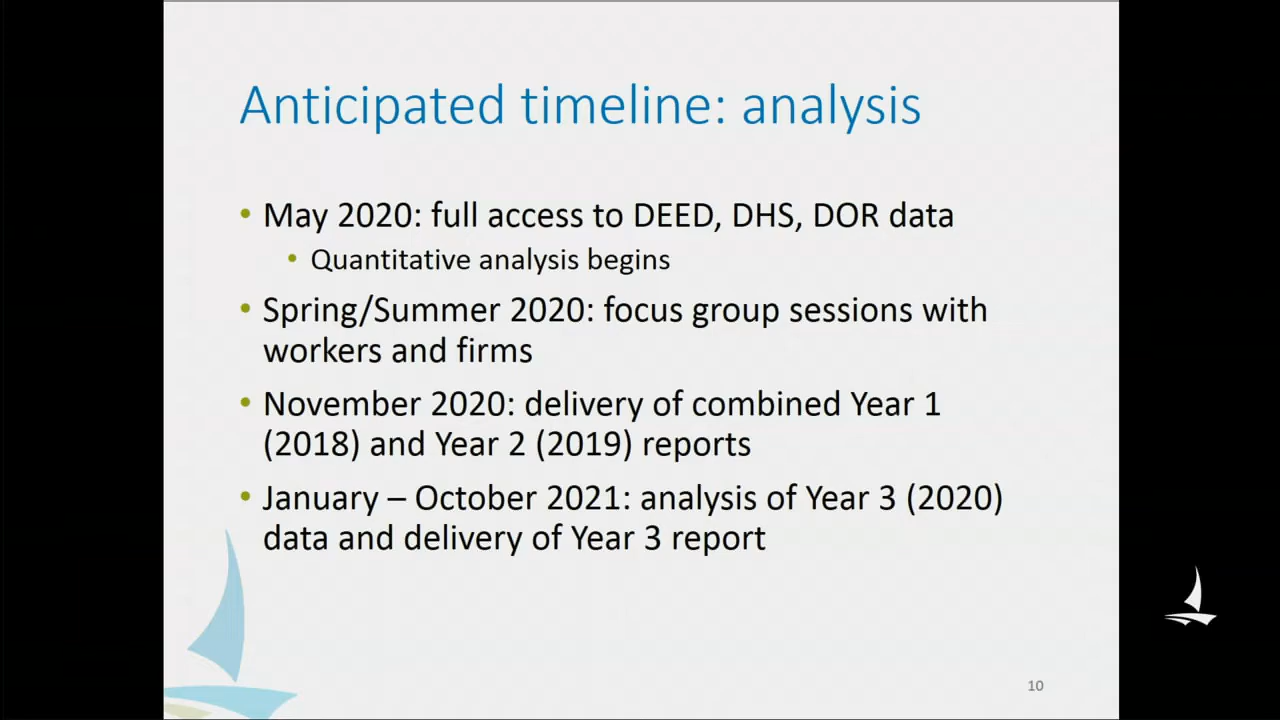 Anticipated timeline: analysis
• May 2020: full access to DEED, DHS, DOR data
• Quantitative analysis begins
• Spring/Summer 2020: focus group sessions with
workers and firms
• November 2020: delivery of combined Year 1
(2018) and Year 2 (2019) reports
• January – October 2021: analysis of Year 3 (2020)
data and delivery of Year 3 report
10